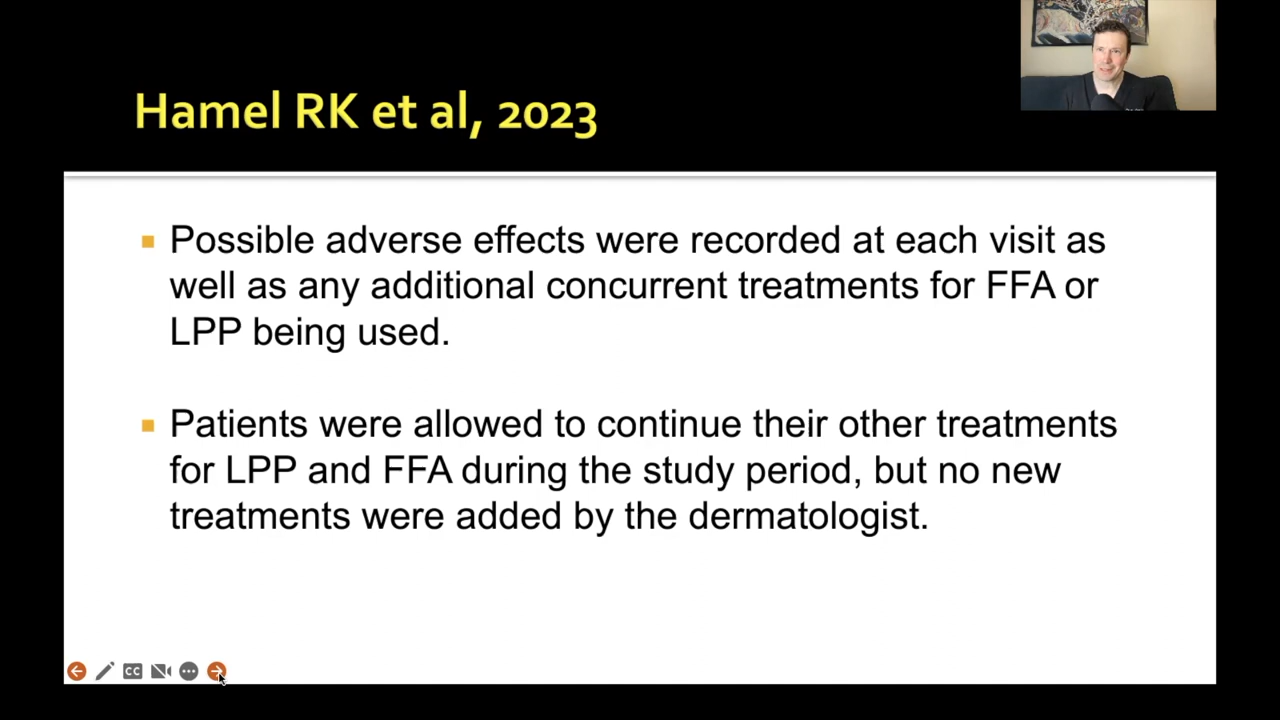 Hamel RK et al, 2023
Possible adverse effects were recorded at each visit as
well as any additional concurrent treatments for FFA or
LPP being used.
Patients were allowed to continue their other treatments
for LPP and FFA during the study period, but no new
treatments were added by the dermatologist.
CC